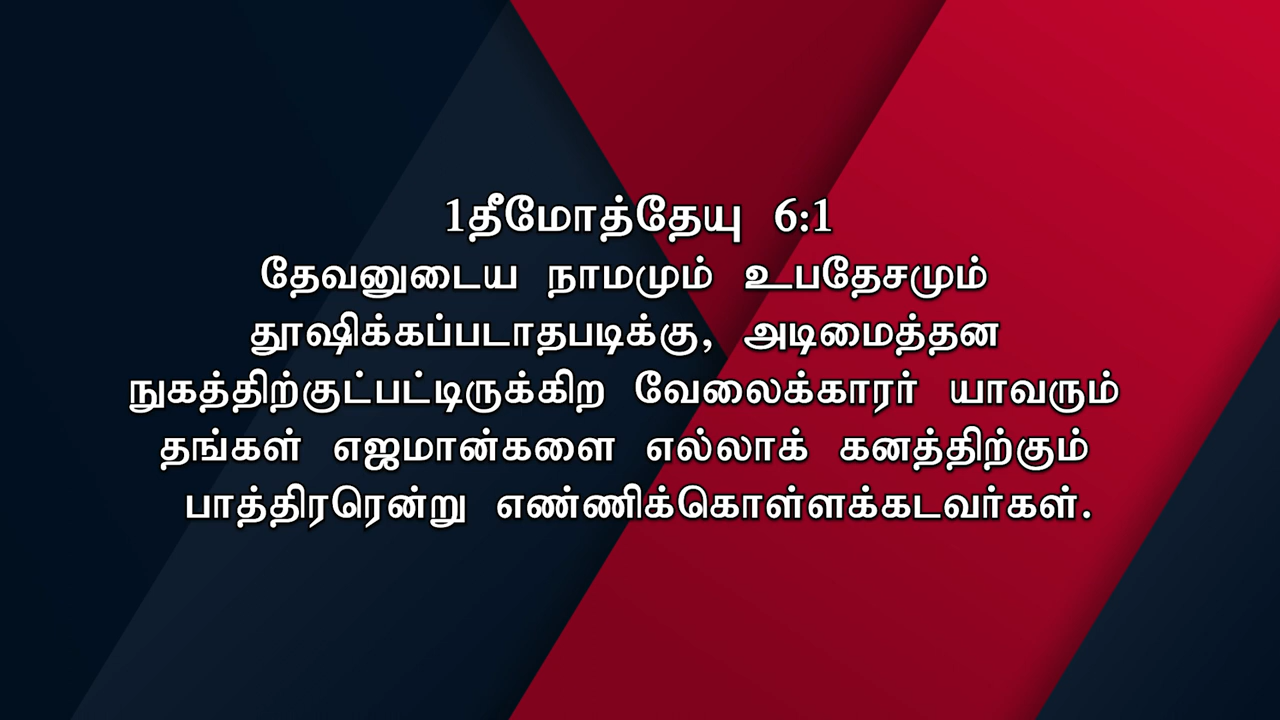 1தீமோத்தேயு 6:1
தேவனுடைய நாமமும் உபதேசமும்
தூஷிக்கப்படாதபடிக்கு, அடிமைத்தன
நுகத்திற்குட்பட்டிருக்கிற வேலைக்காரர் யாவரும்
தங்கள் எஜமான்களை எல்லாக் கனத்திற்கும்
பாத்திரரென்று எண்ணிக்கொள்ளக்கடவர்கள்.